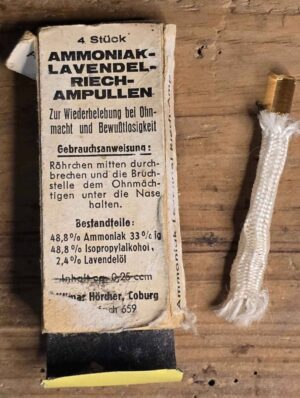 4 Stück
AMMONIAK-
LAVENDEL-
RIECH-
AMPULLEN
Zur Wiederbelebung bei Ohn-
macht und Bewußtlosigkeit
Gebrauchsanweisung:
Röhrchen mitten durch-
brechen und die Bruch-
stelle dem Ohnmäch-
tigen unter die Nase
halten.
Bestandteile:
48,8% Ammoniak 33%ig
48,8% Isopropylalkohol,
2,4% Lavendelöl
Inhalt 0,25 ccm
Hörcher, Coburg
659